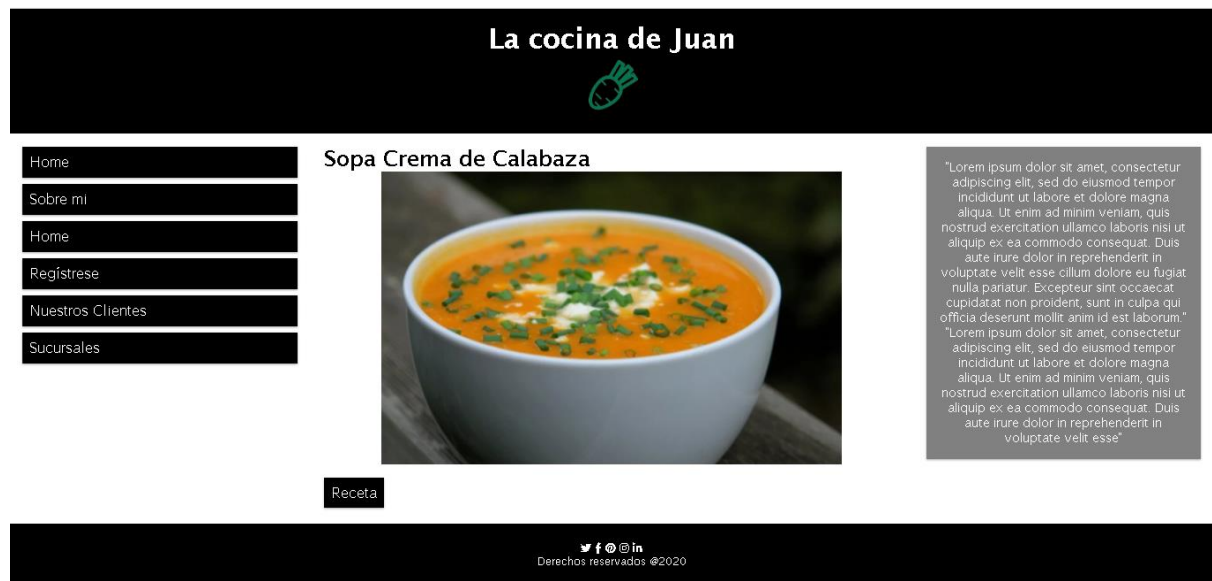 La cocina de Juan
Home
Sobre mi
Home
Regístrese
Nuestros Clientes
Sucursales
Sopa Crema de Calabaza
Receta
"Lorem ipsum dolor sit amet, consectetur
adipiscing elit, sed do eiusmod tempor
incididunt ut labore et dolore magna
aliqua. Ut enim ad minim veniam, quis
nostrud exercitation ullamco laboris nisi ut
aliquip ex ea commodo consequat. Duis
aute irure dolor in reprehenderit in
voluptate velit esse cillum dolore eu fugiat
nulla pariatur. Excepteur sint occaecat
cupidatat non proident, sunt in culpa qui
officia deserunt mollit anim id est laborum."
"Lorem ipsum dolor sit amet, consectetur
adipiscing elit, sed do eiusmod tempor
incididunt ut labore et dolore magna
aliqua. Ut enim ad minim veniam, quis
nostrud exercitation ullamco laboris nisi ut
aliquip ex ea commodo consequat. Duis
aute irure dolor in reprehenderit in
voluptate velit esse"
Derechos reservados @2020